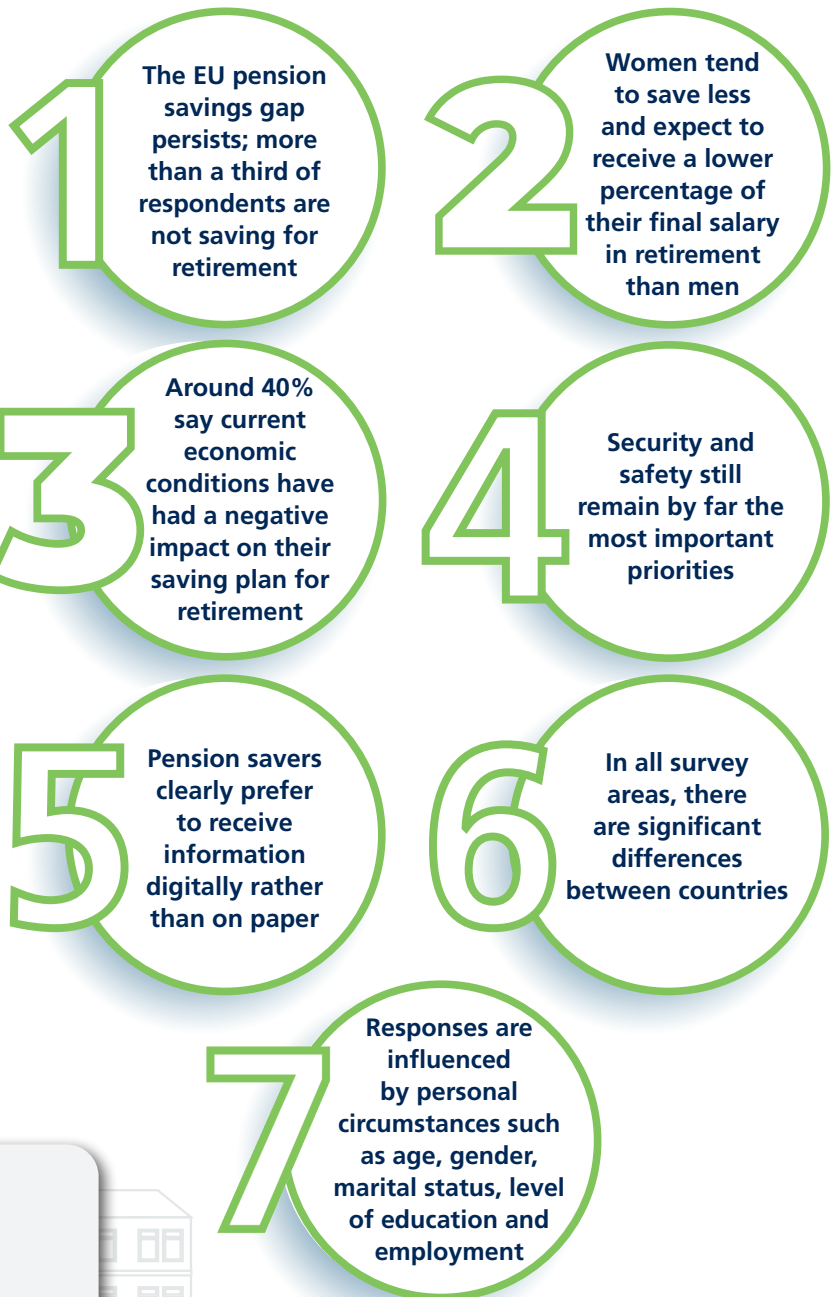 1
The EU pension
savings gap
persists; more
than a third of
respondents are
not saving for
retirement
2
Women tend
to save less
and expect to
receive a lower
percentage of
their final salary
in retirement
than men
3
Around 40%
say current
economic
conditions have
had a negative
impact on their
saving plan for
retirement
4
Security and
safety still
remain by far the
most important
priorities
5
Pension savers
clearly prefer
to receive
information
digitally rather
than on paper
6
In all survey
areas, there
are significant
differences
between countries
7
Responses are
influenced
by personal
circumstances such
as age, gender,
marital status, level
of education and
employment